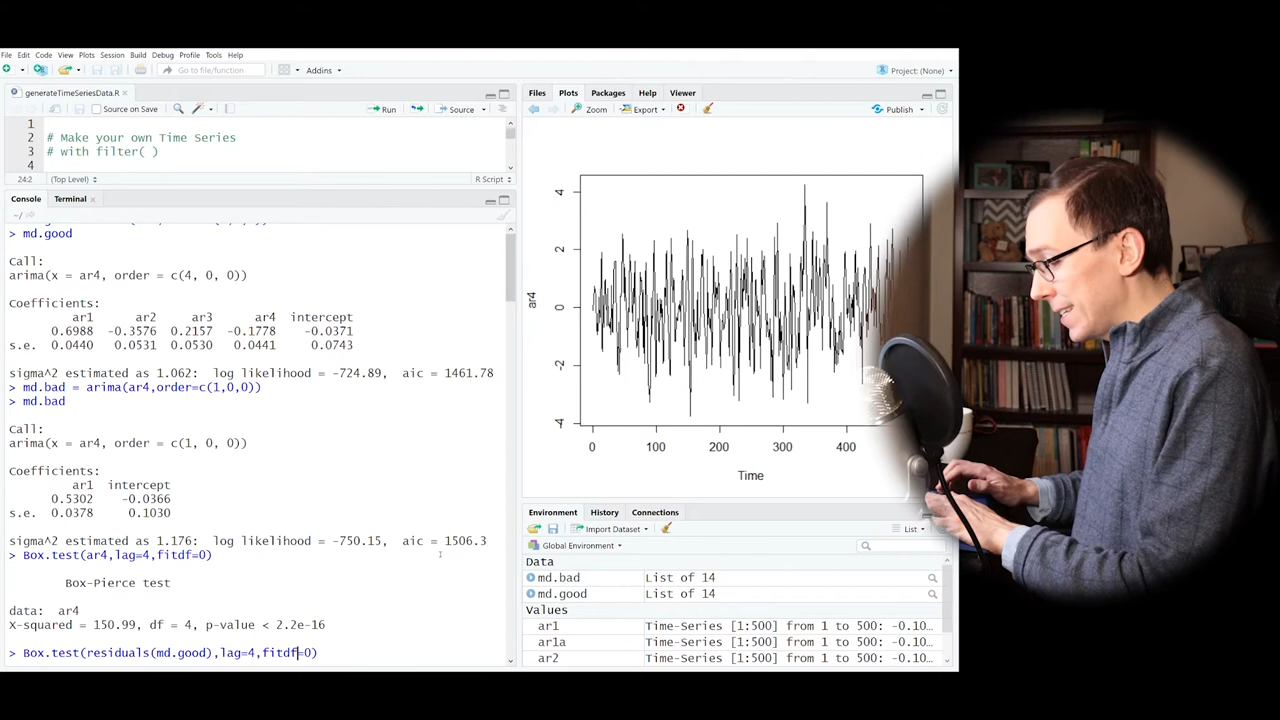 File Edit Code View Plots Session Build Debug Profile Tools Help
Go to file/function Addins Project: (None)
generateTimeSeriesData.R
Source on Save Run Source
1
2 # Make your own Time Series
3 # with filter( )
4
24:2 (Top Level) R Script
Console Terminal
~/
> md.good
Call:
arima(x = ar4, order = c(4, 0, 0))
Coefficients:
ar1 ar2 ar3 ar4 intercept
0.6988 -0.3576 0.2157 -0.1778 -0.0371
s.e. 0.0440 0.0531 0.0530 0.0441 0.0743
sigma^2 estimated as 1.062: log likelihood = -724.89, aic = 1461.78
> md.bad = arima(ar4,order=c(1,0,0))
> md.bad
Call:
arima(x = ar4, order = c(1, 0, 0))
Coefficients:
ar1 intercept
0.5302 -0.0366
s.e. 0.0378 0.1030
sigma^2 estimated as 1.176: log likelihood = -750.15, aic = 1506.3
> Box.test(ar4,lag=4,fitdf=0)
Box-Pierce test
data: ar4
X-squared = 150.99, df = 4, p-value < 2.2e-16
> Box.test(residuals(md.good),lag=4,fitdf=0)
Files Plots Packages Help Viewer
Zoom Export Publish
4
2
0
-2
-4
ar4
0 100 200 300 400
Time
Environment History Connections
Import Dataset List
Global Environment
Data
md.bad List of 14
md.good List of 14
Values
ar1 Time-Series [1:500] from 1 to 500: -0.10…
ar1a Time-Series [1:500] from 1 to 500: -0.10…
ar2 Time-Series [1:500] from 1 to 500: -0.10…